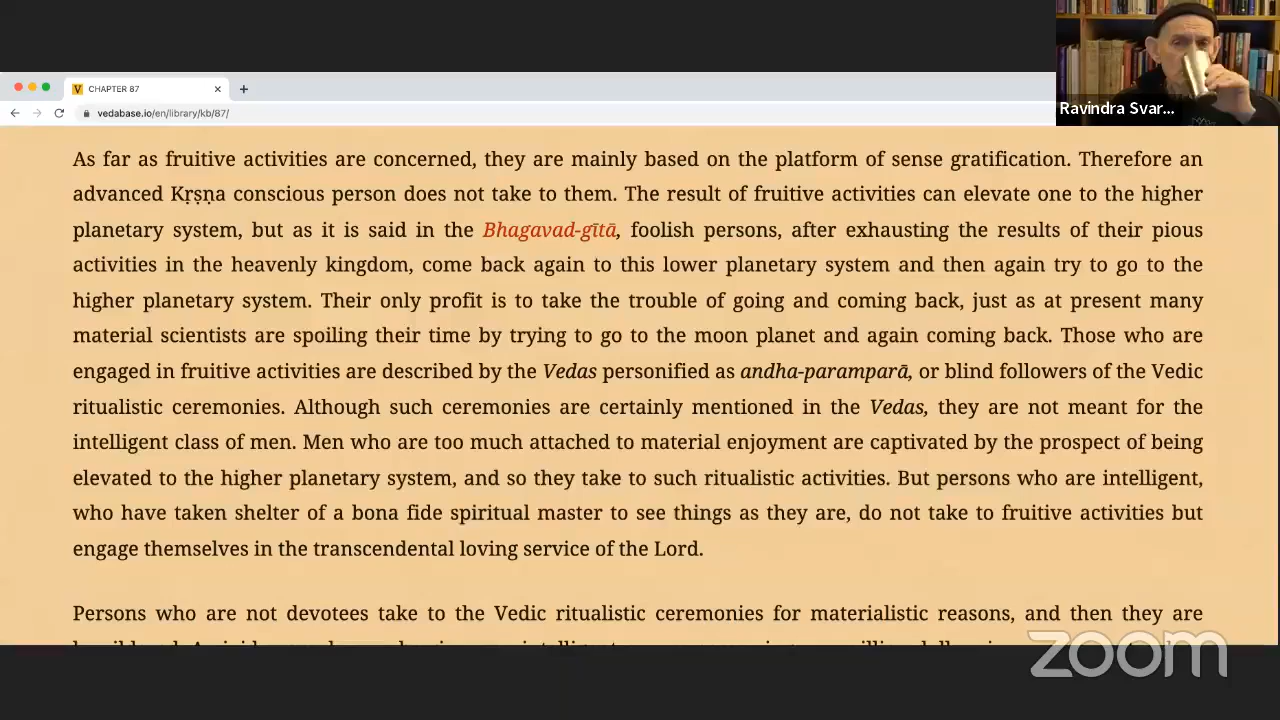 Ravindra Svar...
CHAPTER 87
vedabase.io/en/library/kb/87/
As far as fruitive activities are concerned, they are mainly based on the platform of sense gratification. Therefore an
advanced Kṛṣṇa conscious person does not take to them. The result of fruitive activities can elevate one to the higher
planetary system, but as it is said in the Bhagavad-gītā, foolish persons, after exhausting the results of their pious
activities in the heavenly kingdom, come back again to this lower planetary system and then again try to go to the
higher planetary system. Their only profit is to take the trouble of going and coming back, just as at present many
material scientists are spoiling their time by trying to go to the moon planet and again coming back. Those who are
engaged in fruitive activities are described by the Vedas personified as andha-paramparā, or blind followers of the Vedic
ritualistic ceremonies. Although such ceremonies are certainly mentioned in the Vedas, they are not meant for the
intelligent class of men. Men who are too much attached to material enjoyment are captivated by the prospect of being
elevated to the higher planetary system, and so they take to such ritualistic activities. But persons who are intelligent,
who have taken shelter of a bona fide spiritual master to see things as they are, do not take to fruitive activities but
engage themselves in the transcendental loving service of the Lord.
Persons who are not devotees take to the Vedic ritualistic ceremonies for materialistic reasons, and then they are
zoom